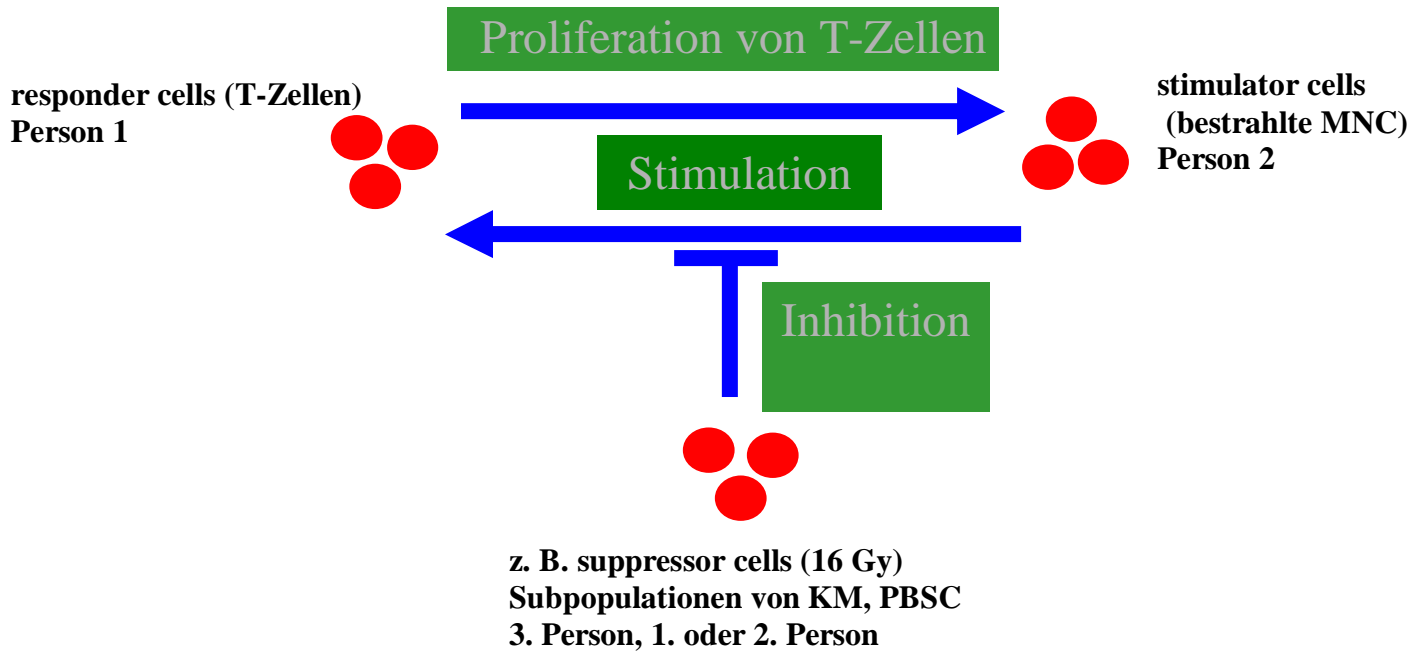 Proliferation von T-Zellen
responder cells (T-Zellen)
Person 1
stimulator cells
(bestrahlte MNC)
Person 2
Stimulation
Inhibition
z. B. suppressor cells (16 Gy)
Subpopulationen von KM, PBSC
3. Person, 1. oder 2. Person